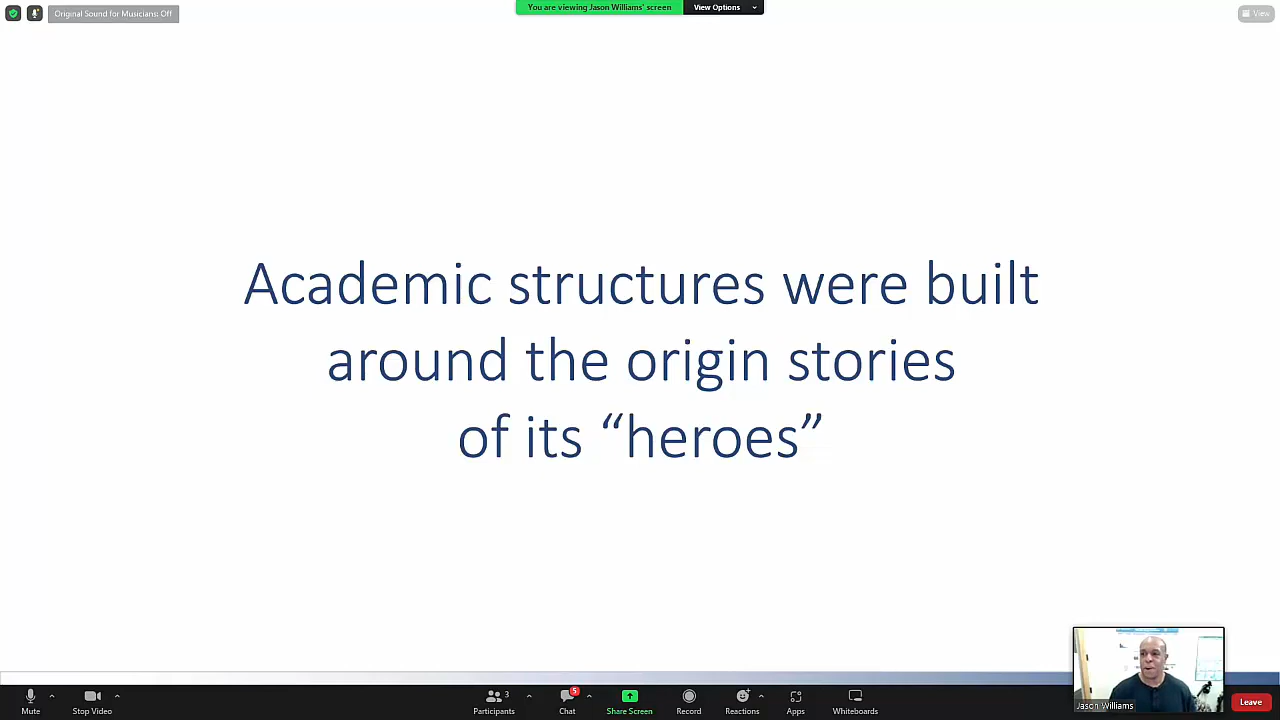 Original Sound for Musicians: Off
You are viewing Jason Williams' screen
View Options
View
Academic structures were built
around the origin stories
of its “heroes”
Jason Williams
Mute
Stop Video
Participants
3
Chat
5
Share Screen
Record
Reactions
Apps
Whiteboards
Leave